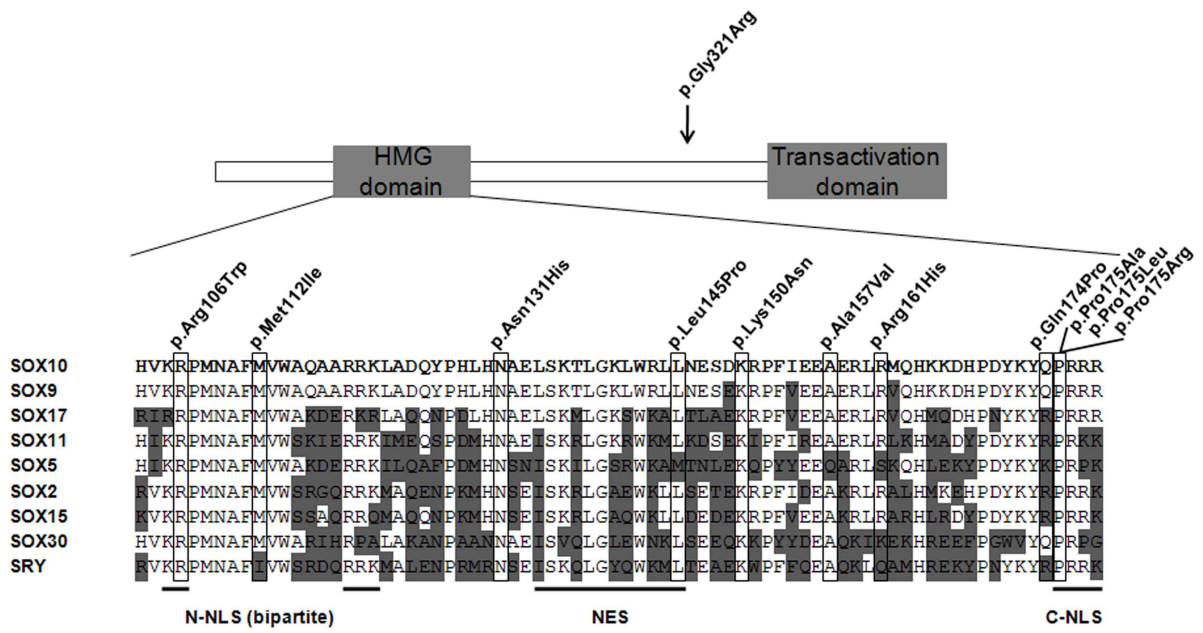 p.Gly321Arg
HMG domain
Transactivation domain
p.Arg106Trp
p.Met112Ile
p.Asn131His
p.Leu145Pro
p.Lys150Asn
p.Ala157Val
p.Arg161His
p.Gln174Pro
p.Pro175Ala
p.Pro175Leu
p.Pro175Arg
SOX10 HVKRPMNAFMVWAQAARRKLADQYPHLHNAELSKTLGKLWRLLNESDKRPFIEEAERLRMQHKKDHPDYKYQPRRR
SOX9 HVKRPMNAFMVWAQAARRKLADQYPHLHNAELSKTLGKLWRLLNESEKRPFVEEAERLRVQHKKDHPDYKYQPRRR
SOX17 RIRRPMNAFMVWAKDERKRLAQQNPDLHNAELSKMLGKSWKALTLAEKRPFVEEAERLRVQHMQDHPNYKYRPRRR
SOX11 HIKRPMNAFMVWSKIERRKIMEQSPDMHNAEISKRLGKRWKMLKDSEKIPFIREAERLRLKHMADYPDYKYRPRKK
SOX5 HIKRPMNAFMVWAKDERRKILQAFPDMHNSNISKILGSRWKAMTNLEKQPYYEEQARLSKQHLEKYPDYKYKPRPK
SOX2 RVKRPMNAFMVWSRGQRRKMAQENPKMHNSEISKRLGAEWKLLSETEKRPFIDEAKRLRALHMKEHPDYKYRPRRK
SOX15 KVKRPMNAFMVWSSAQRRQMAQQNPKMHNSEISKRLGAQWKLLDEDEKRPFVEEAKRLRARHLRDYPDYKYRPRRK
SOX30 HVKRPMNAFMVWARIHRPALAKANPAANNAEISVQLGLEWNKLSEEQKKPYYDEAQKIKEKHREEFPGWVYQPRPG
SRY RVKRPMNAFIVWSRDQRRKMALENPRMRNSEISKQLGYQWKMLTEAEKWPFFQEAQKLQAMHREKYPNYKYRPRRK
N-NLS (bipartite)
NES
C-NLS